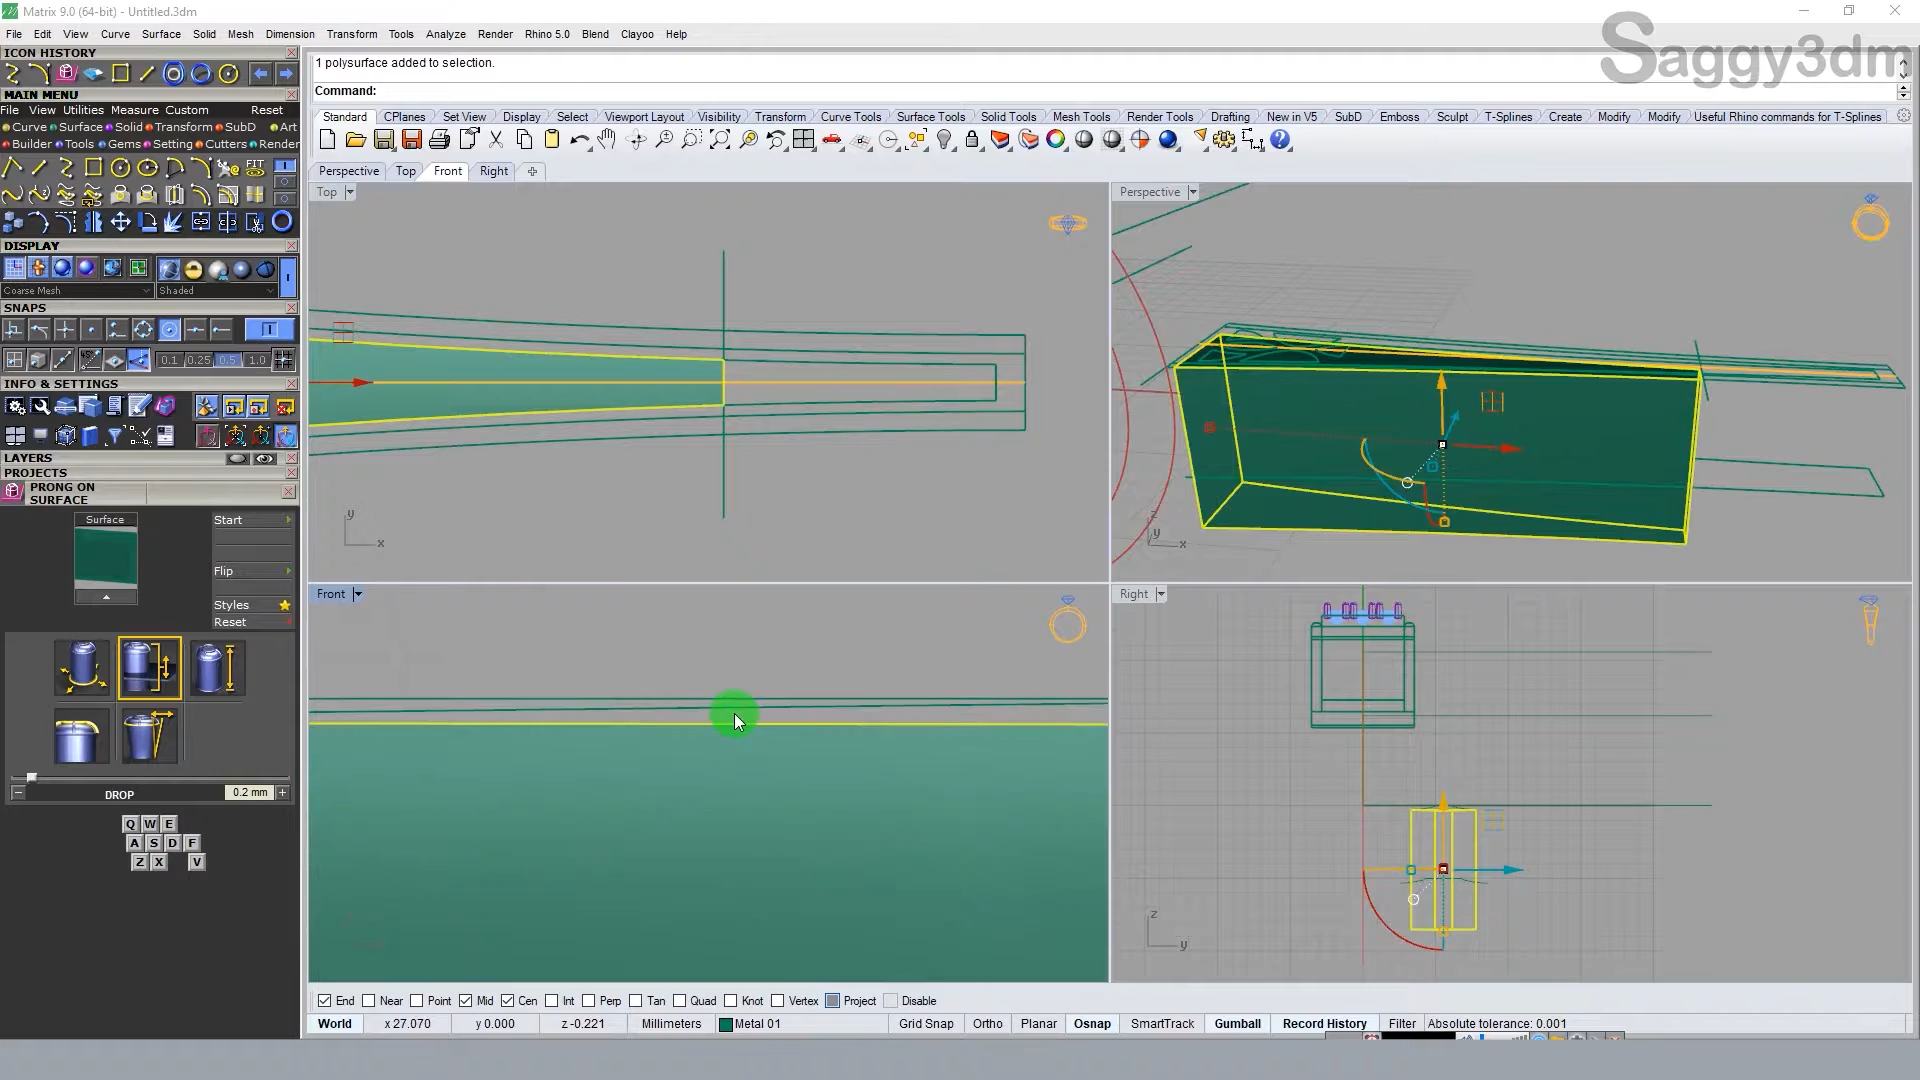 Matrix 9.0 (64-bit) - Untitled.3dm
File Edit View Curve Surface Solid Mesh Dimension Transform Tools Analyze Render Rhino 5.0 Blend Clayoo Help
Saggy3dm
ICON HISTORY
1 polysurface added to selection.
Command:
MAIN MENU
File View Utilities Measure Custom Reset
Curve Surface Solid Transform SubD Art
Builder Tools Gems Setting Cutters Render
Standard CPlanes Set View Display Select Viewport Layout Visibility Transform Curve Tools Surface Tools Solid Tools Mesh Tools Render Tools Drafting New in V5 SubD Emboss Sculpt T-Splines Create Modify Modify Useful Rhino commands for T-Splines
FIT
Perspective Top Front Right
Top
Perspective
DISPLAY
Coarse Mesh Shaded
SNAPS
0.1 0.25 0.5 1.0
INFO & SETTINGS
LAYERS
PROJECTS
PRONG ON SURFACE
Surface
Start
Flip
Styles
Reset
y
x
z
y
x
Front
Right
DROP 0.2 mm
Q W E
A S D F
Z X V
z
y
End Near Point Mid Cen Int Perp Tan Quad Knot Vertex Project Disable
World x 27.070 y 0.000 z -0.221 Millimeters Metal 01 Grid Snap Ortho Planar Osnap SmartTrack Gumball Record History Filter Absolute tolerance: 0.001